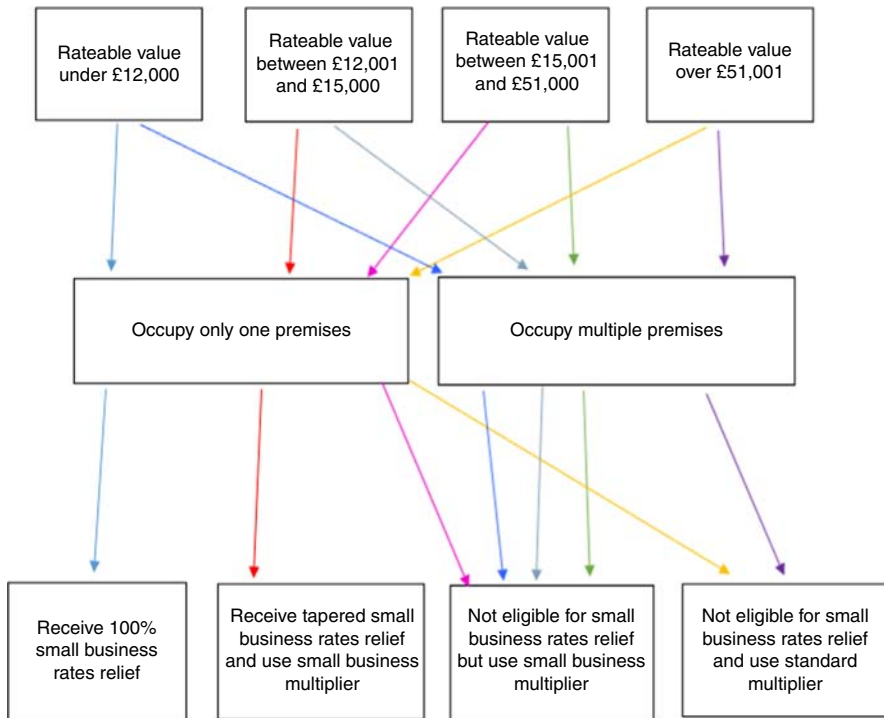 Rateable value
under £12,000
Rateable value
between £12,001
and £15,000
Rateable value
between £15,001
and £51,000
Rateable value
over £51,001
Occupy only one premises
Occupy multiple premises
Receive 100%
small business
rates relief
Receive tapered small
business rates relief
and use small business
multiplier
Not eligible for small
business rates relief
but use small business
multiplier
Not eligible for small
business rates relief
and use standard
multiplier